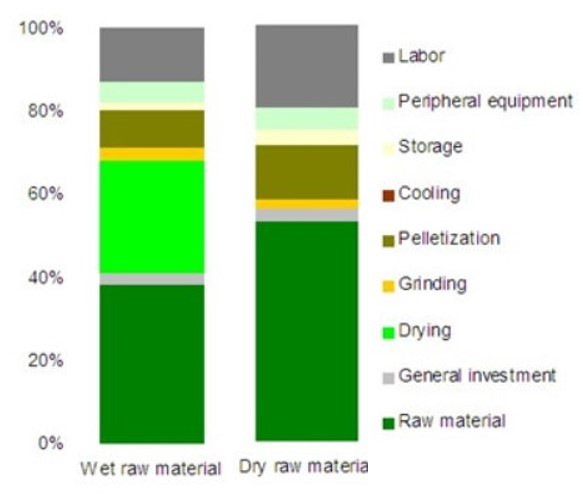 100%
80%
60%
40%
20%
0%
Wet raw material
Dry raw materia
Labor
Peripheral equipment
Storage
Cooling
Pelletization
Grinding
Drying
General investment
Raw material